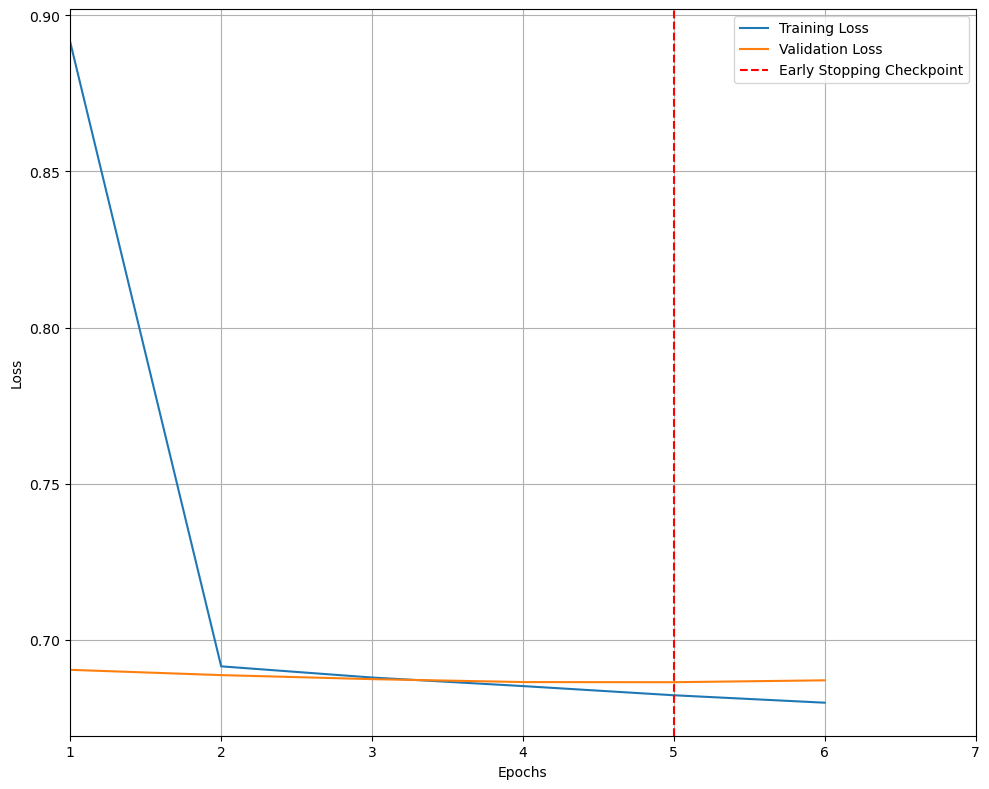 Training Loss
Validation Loss
Early Stopping Checkpoint
0.90
0.85
0.80
0.75
0.70
Loss
1 2 3 4 5 6 7
Epochs